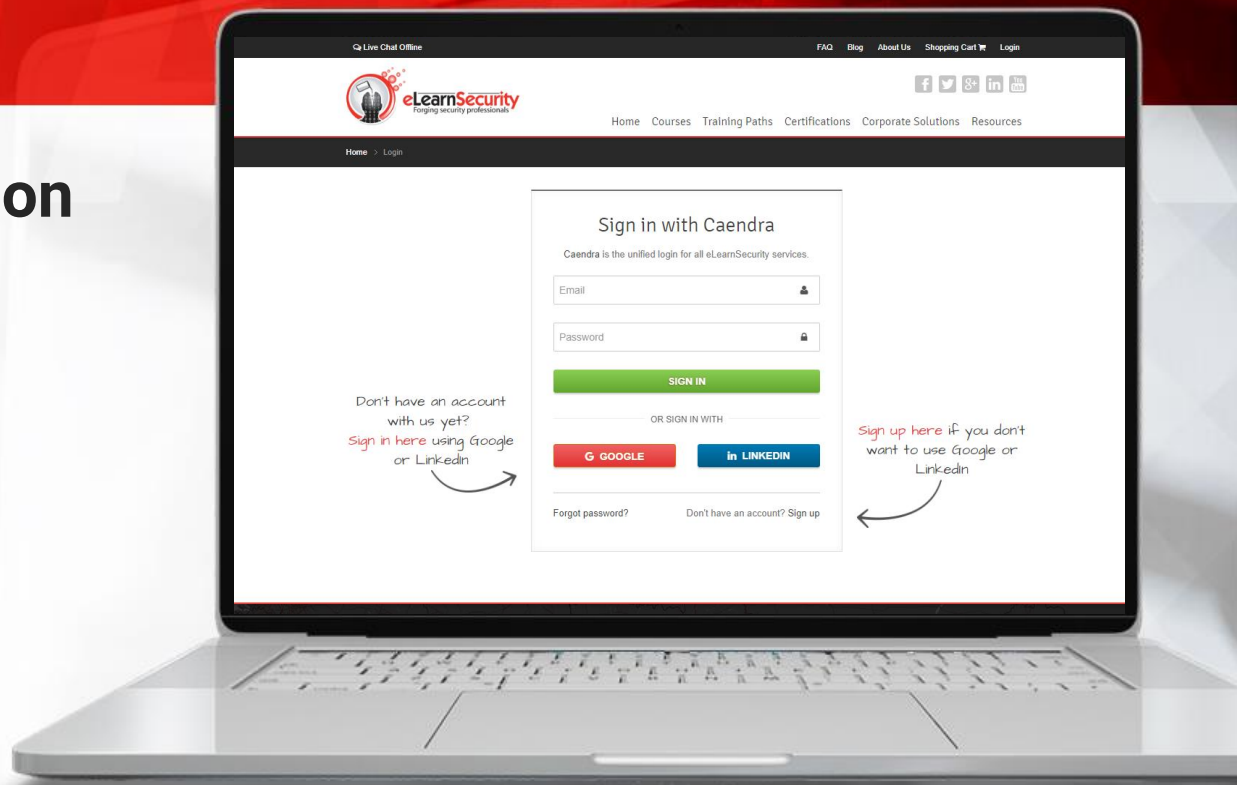 on
Live Chat Offline
FAQ Blog About Us Shopping Cart Login
eLearnSecurity
Forging security professionals
Home Courses Training Paths Certifications Corporate Solutions Resources
Home > Login
Sign in with Caendra
Caendra is the unified login for all eLearnSecurity services.
Email
Password
SIGN IN
OR SIGN IN WITH
G GOOGLE
in LINKEDIN
Forgot password?
Don't have an account? Sign up
Don't have an account
with us yet?
Sign in here using Google
or LinkedIn
Sign up here if you don't
want to use Google or
LinkedIn